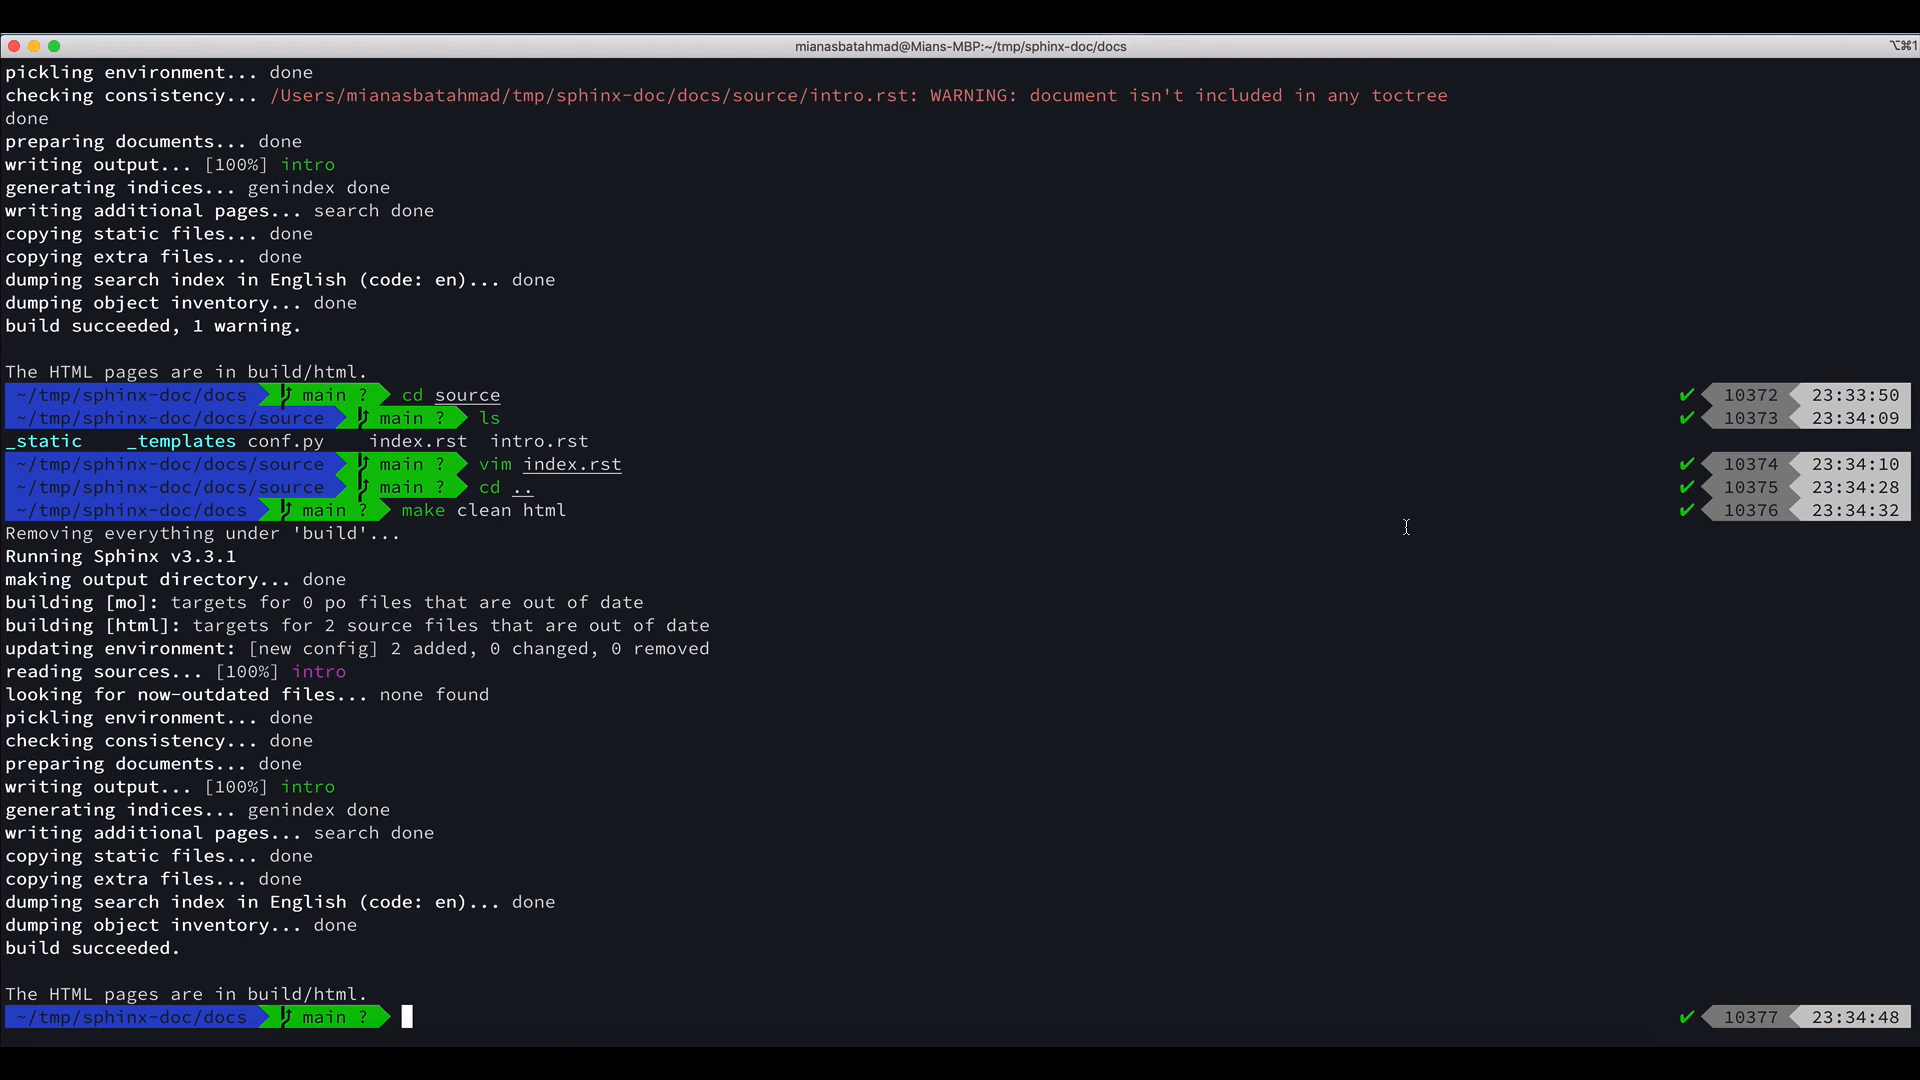 mianasbatahmad@Mians-MBP:~/tmp/sphinx-doc/docs ⌥⌘1
pickling environment... done
checking consistency... /Users/mianasbatahmad/tmp/sphinx-doc/docs/source/intro.rst: WARNING: document isn't included in any toctree
done
preparing documents... done
writing output... [100%] intro
generating indices... genindex done
writing additional pages... search done
copying static files... done
copying extra files... done
dumping search index in English (code: en)... done
dumping object inventory... done
build succeeded, 1 warning.
The HTML pages are in build/html.
~/tmp/sphinx-doc/docs main ? cd source ✔ 10372 23:33:50
~/tmp/sphinx-doc/docs/source main ? ls ✔ 10373 23:34:09
_static _templates conf.py index.rst intro.rst
~/tmp/sphinx-doc/docs/source main ? vim index.rst ✔ 10374 23:34:10
~/tmp/sphinx-doc/docs/source main ? cd .. ✔ 10375 23:34:28
~/tmp/sphinx-doc/docs main ? make clean html ✔ 10376 23:34:32
Removing everything under 'build'...
Running Sphinx v3.3.1
making output directory... done
building [mo]: targets for 0 po files that are out of date
building [html]: targets for 2 source files that are out of date
updating environment: [new config] 2 added, 0 changed, 0 removed
reading sources... [100%] intro
looking for now-outdated files... none found
pickling environment... done
checking consistency... done
preparing documents... done
writing output... [100%] intro
generating indices... genindex done
writing additional pages... search done
copying static files... done
copying extra files... done
dumping search index in English (code: en)... done
dumping object inventory... done
build succeeded.
The HTML pages are in build/html.
~/tmp/sphinx-doc/docs main ? ✔ 10377 23:34:48